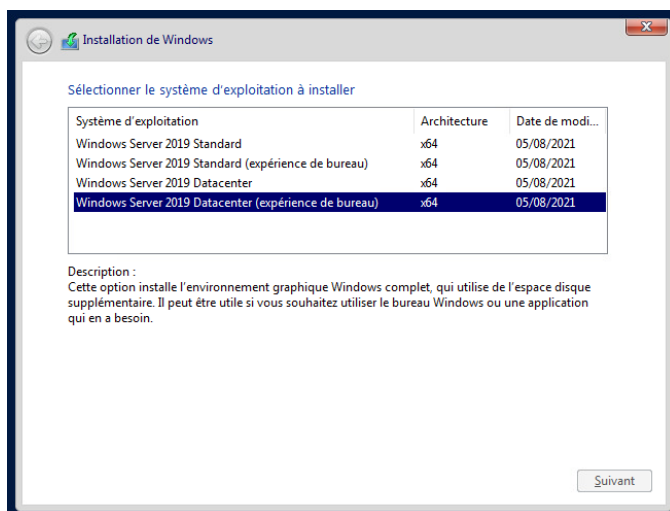 Installation de Windows
Sélectionner le système d'exploitation à installer
Système d'exploitation Architecture Date de modi...
Windows Server 2019 Standard x64 05/08/2021
Windows Server 2019 Standard (expérience de bureau) x64 05/08/2021
Windows Server 2019 Datacenter x64 05/08/2021
Windows Server 2019 Datacenter (expérience de bureau) x64 05/08/2021
Description :
Cette option installe l'environnement graphique Windows complet, qui utilise de l'espace disque
supplémentaire. Il peut être utile si vous souhaitez utiliser le bureau Windows ou une application
qui en a besoin.
Suivant